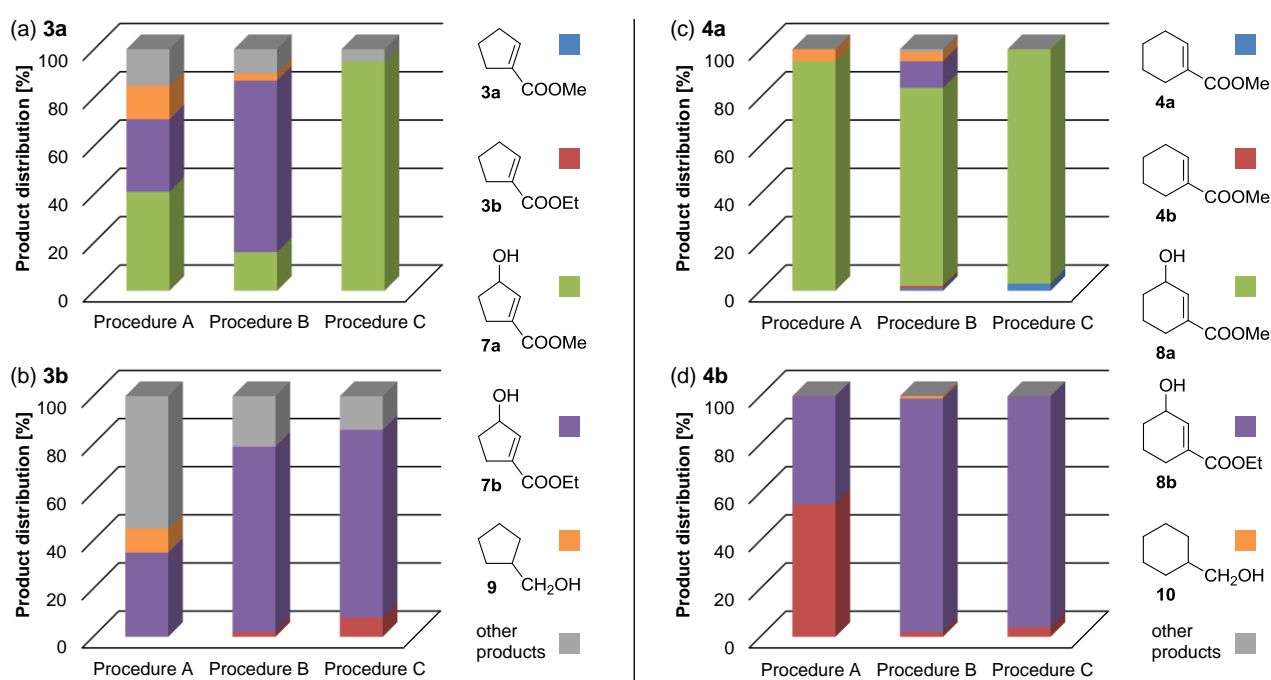 (a) 3a
Product distribution [%]
100
80
60
40
20
0
Procedure A Procedure B Procedure C
(b) 3b
Product distribution [%]
100
80
60
40
20
0
Procedure A Procedure B Procedure C
3a
COOMe
3b
COOEt
OH
7a
COOMe
OH
7b
COOEt
9
CH2OH
other
products
(c) 4a
Product distribution [%]
100
80
60
40
20
0
Procedure A Procedure B Procedure C
(d) 4b
Product distribution [%]
100
80
60
40
20
0
Procedure A Procedure B Procedure C
4a
COOMe
4b
COOMe
OH
8a
COOMe
OH
8b
COOEt
10
CH2OH
other
products